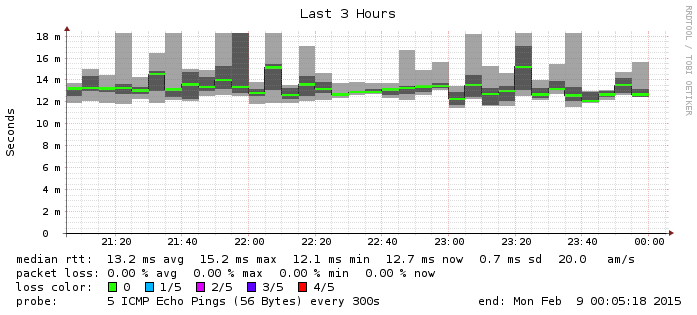 Last 3 Hours
RRDTOOL / TOBI OETIKER
Seconds
18 m
16 m
14 m
12 m
10 m
8 m
6 m
4 m
2 m
0
21:20 21:40 22:00 22:20 22:40 23:00 23:20 23:40 00:00
median rtt: 13.2 ms avg 15.2 ms max 12.1 ms min 12.7 ms now 0.7 ms sd 20.0 am/s
packet loss: 0.00 % avg 0.00 % max 0.00 % min 0.00 % now
loss color: 0 1/5 2/5 3/5 4/5
probe: 5 ICMP Echo Pings (56 Bytes) every 300s end: Mon Feb 9 00:05:18 2015